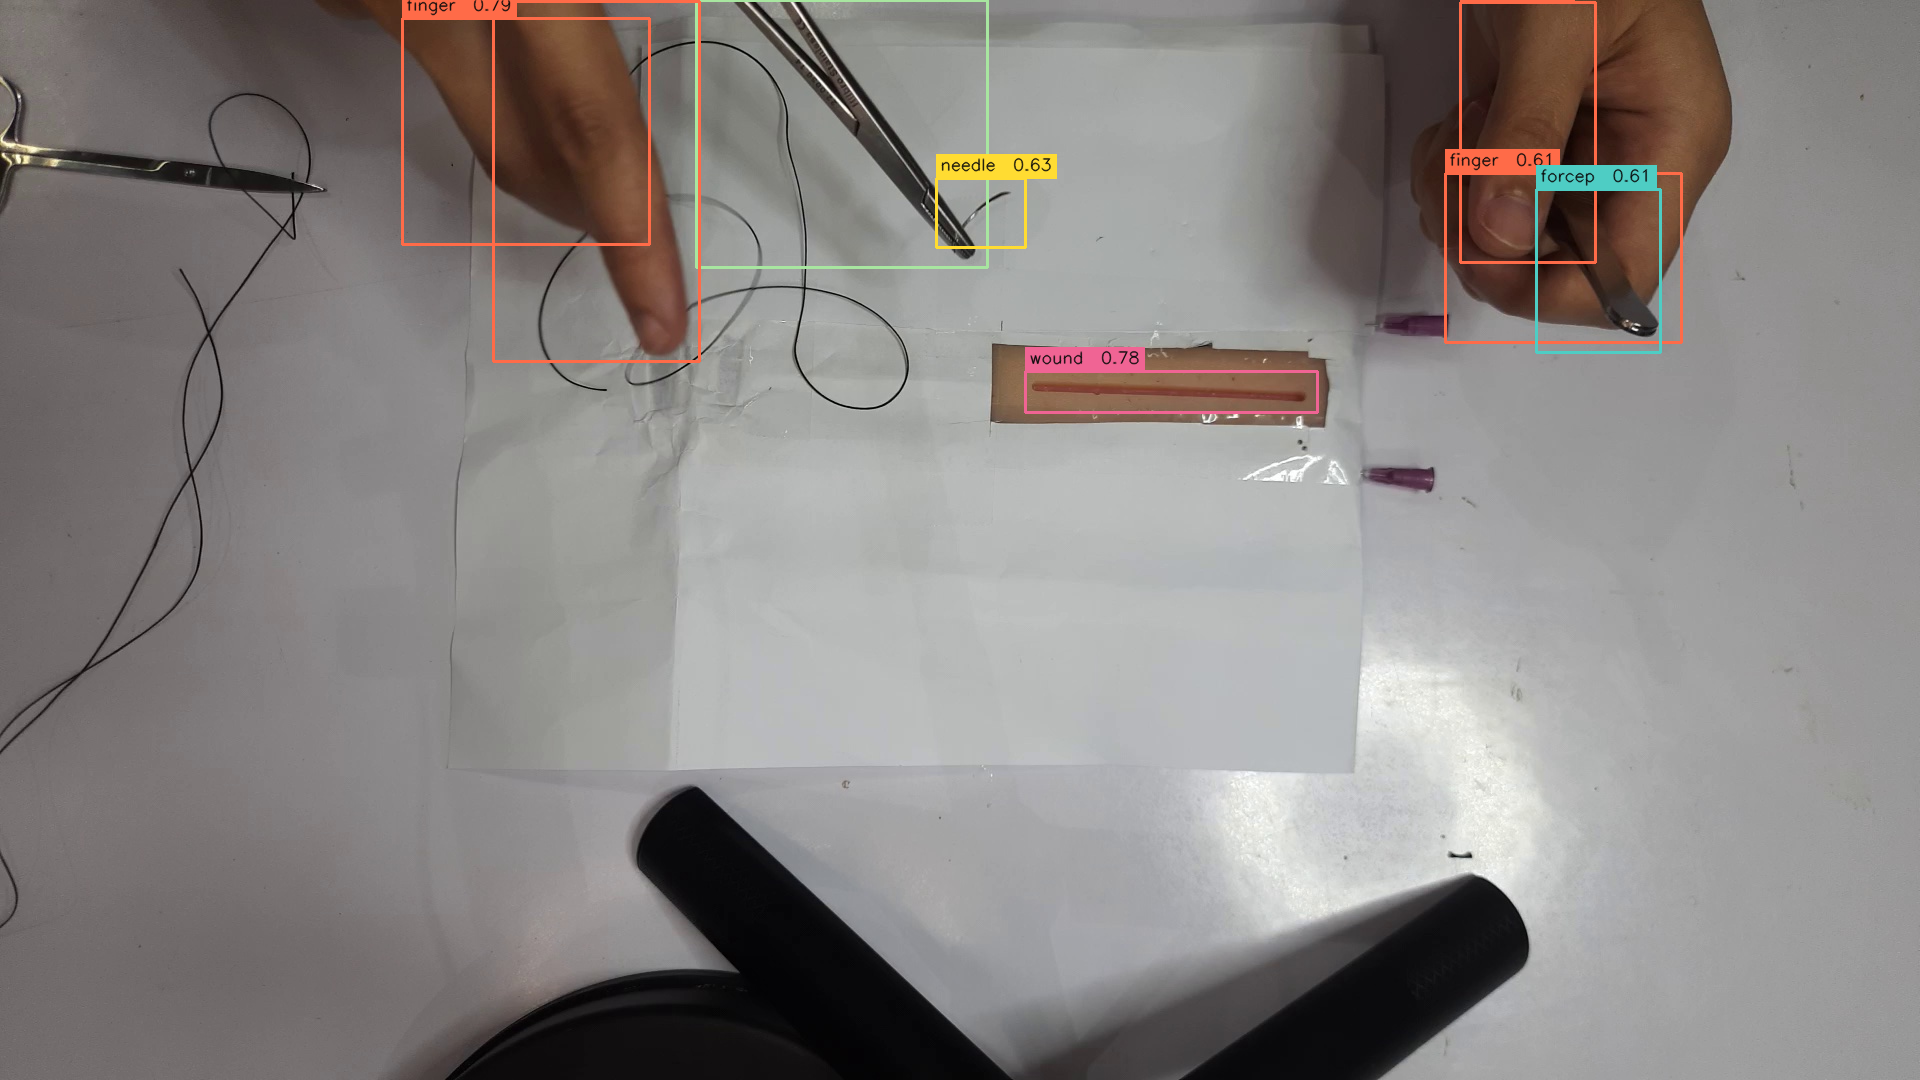 finger 0.79
needle 0.63
finger 0.61
forcep 0.61
wound 0.78